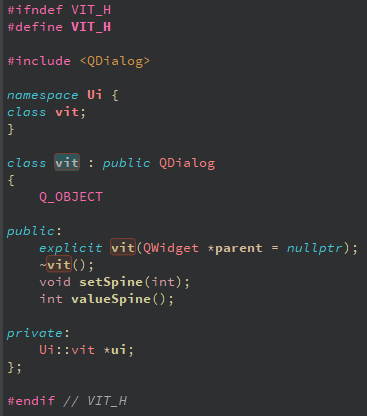 #ifndef VIT_H
#define VIT_H

#include <QDialog>

namespace Ui {
class vit;
}

class vit : public QDialog
{
    Q_OBJECT

public:
    explicit vit(QWidget *parent = nullptr);
    ~vit();
    void setSpine(int);
    int valueSpine();

private:
    Ui::vit *ui;
};

#endif // VIT_H